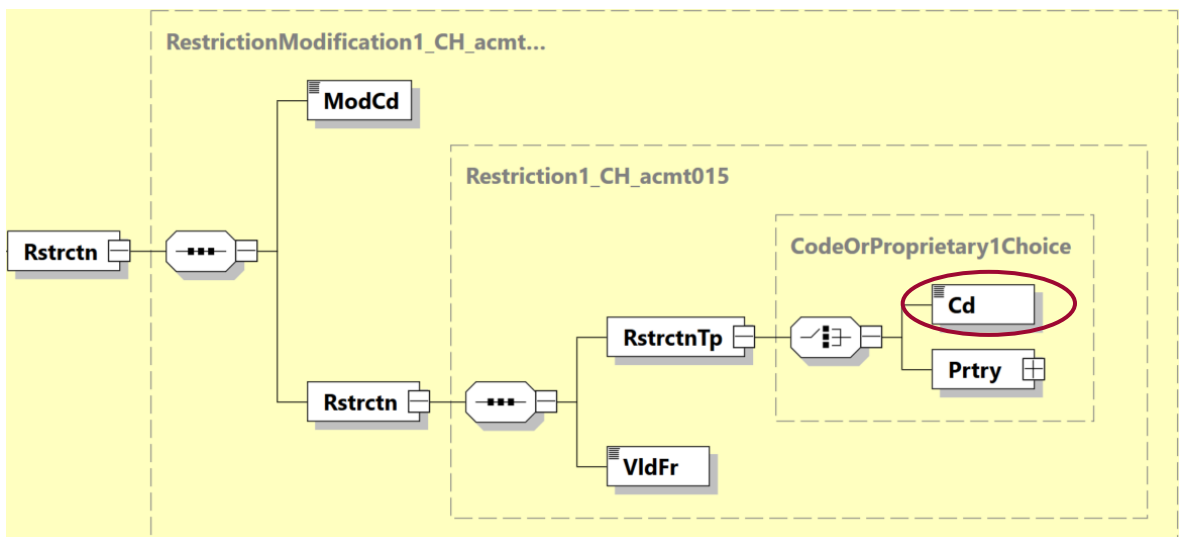 RestrictionModification1_CH_acmt...
ModCd
Restriction1_CH_acmt015
CodeOrProprietary1Choice
Rstrctn
Cd
RstrctnTp
Prtry
Rstrctn
VldFr